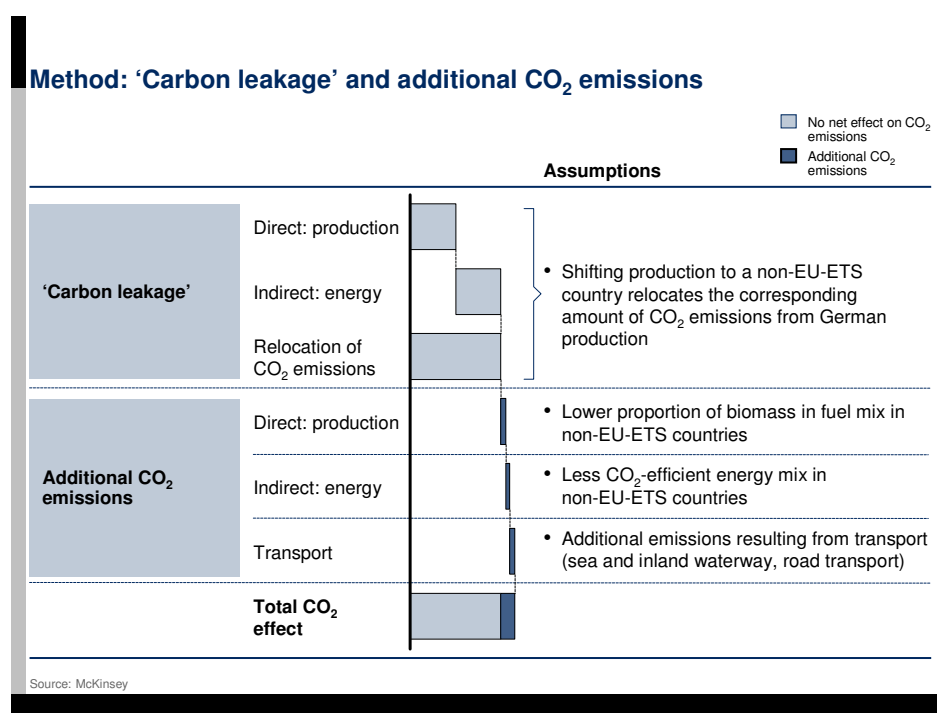 Method: ‘Carbon leakage’ and additional CO₂ emissions
No net effect on CO₂
emissions
Additional CO₂
emissions
Assumptions
‘Carbon leakage’
Direct: production
Indirect: energy
Relocation of
CO₂ emissions
• Shifting production to a non-EU-ETS
country relocates the corresponding
amount of CO₂ emissions from German
production
Additional CO₂
emissions
Direct: production
• Lower proportion of biomass in fuel mix in
non-EU-ETS countries
Indirect: energy
• Less CO₂-efficient energy mix in
non-EU-ETS countries
Transport
• Additional emissions resulting from transport
(sea and inland waterway, road transport)
Total CO₂
effect
Source: McKinsey